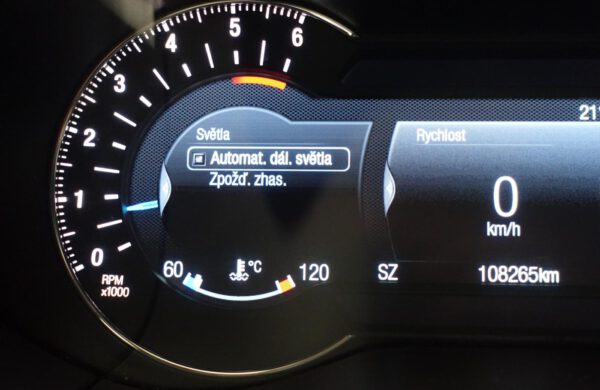 0
1
2
3
4
5
6
RPM
x1000
Světla
Automat. dál. světla
Zpožď. zhas.
60
°C
120
Rychlost
0
km/h
SZ
108265km